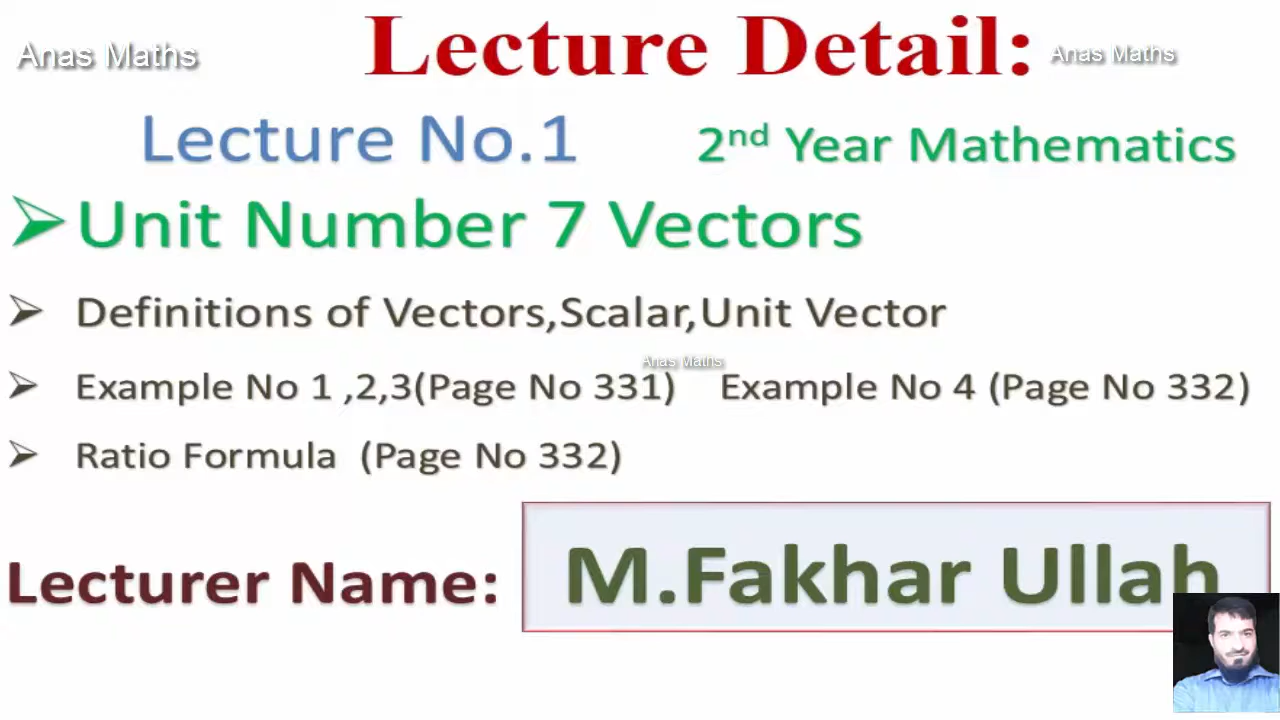 Lecture Detail:
Anas Maths
Anas Maths
Lecture No.1 2nd Year Mathematics
➢Unit Number 7 Vectors
➢ Definitions of Vectors,Scalar,Unit Vector
Anas Maths
➢ Example No 1 ,2,3(Page No 331) Example No 4 (Page No 332)
➢ Ratio Formula (Page No 332)
Lecturer Name: M.Fakhar Ullah